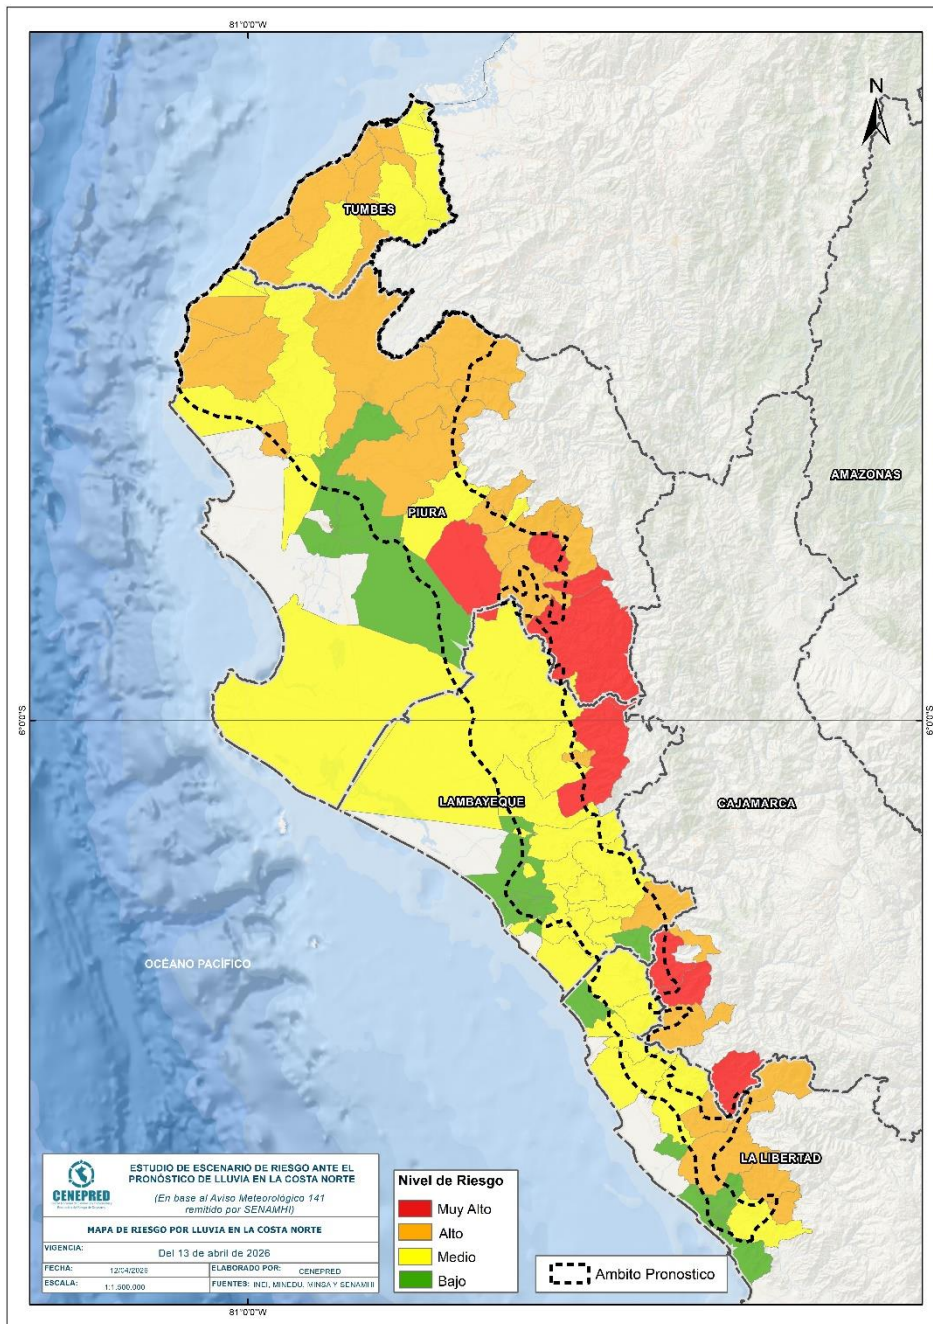 81°0'0"W
N
TUMBES
AMAZONAS
PIURA
6°0'0"S
6°0'0"S
LAMBAYEQUE
CAJAMARCA
OCÉANO PACÍFICO
LA LIBERTAD
CENEPRED
ESTUDIO DE ESCENARIO DE RIESGO ANTE EL
PRONÓSTICO DE LLUVIA EN LA COSTA NORTE
(En base al Aviso Meteorológico 141
remitido por SENAMHI)
MAPA DE RIESGO POR LLUVIA EN LA COSTA NORTE
VIGENCIA:
Del 13 de abril de 2026
FECHA:
12/04/2026
ELABORADO POR:
CENEPRED
ESCALA:
1:1.500.000
FUENTES: INEI, MINEDU, MINSA Y SENAMHI
Nivel de Riesgo
Muy Alto
Alto
Medio
Bajo
Ambito Pronostico
81°0'0"W